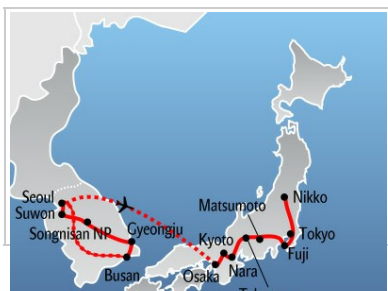 Seoul
Suwon
Songnisan NP
Gyeongju
Busan
Matsumoto
Nikko
Kyoto
Tokyo
Fuji
Nara
Osaka